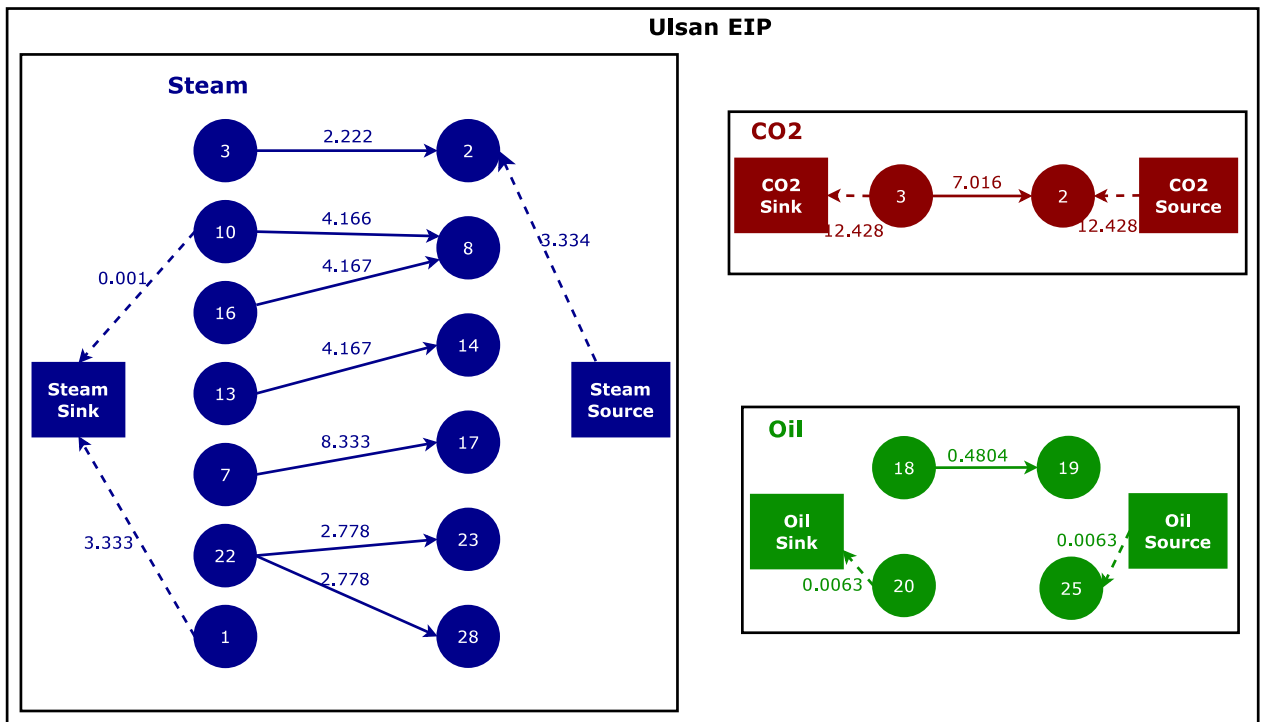 Ulsan EIP
Steam
3
2.222
2
10
4.166
8
0.001
16
4.167
3.334
13
4.167
14
Steam
Sink
Steam
Source
7
8.333
17
3.333
22
2.778
23
2.778
1
28
CO2
CO2
Sink
3
7.016
2
CO2
Source
12.428
12.428
Oil
18
0.4804
19
Oil
Sink
Oil
Source
0.0063
0.0063
20
25